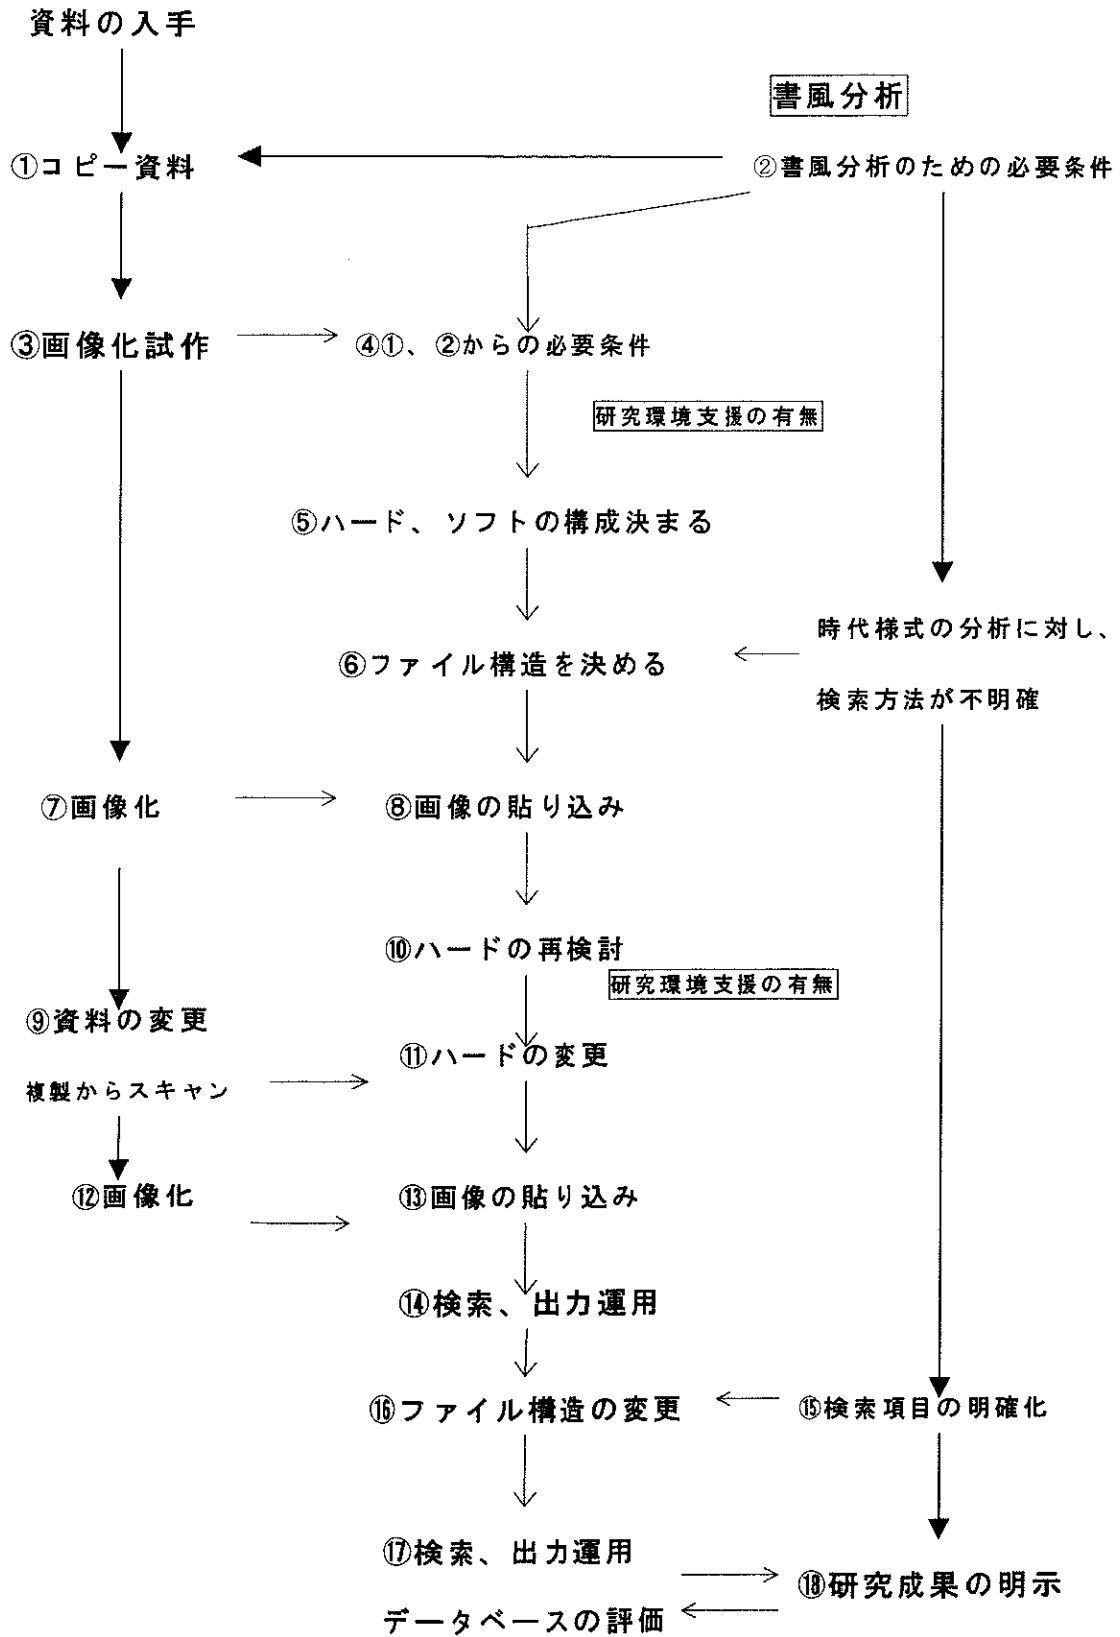 資料の入手
書風分析
①コピー資料
②書風分析のための必要条件
③画像化試作
④①、②からの必要条件
研究環境支援の有無
⑤ハード、ソフトの構成決まる
時代様式の分析に対し、
⑥ファイル構造を決める
検索方法が不明確
⑦画像化
⑧画像の貼り込み
⑩ハードの再検討
研究環境支援の有無
⑨資料の変更
⑪ハードの変更
複製からスキャン
⑫画像化
⑬画像の貼り込み
⑭検索、出力運用
⑯ファイル構造の変更
⑮検索項目の明確化
⑰検索、出力運用
⑱研究成果の明示
データベースの評価